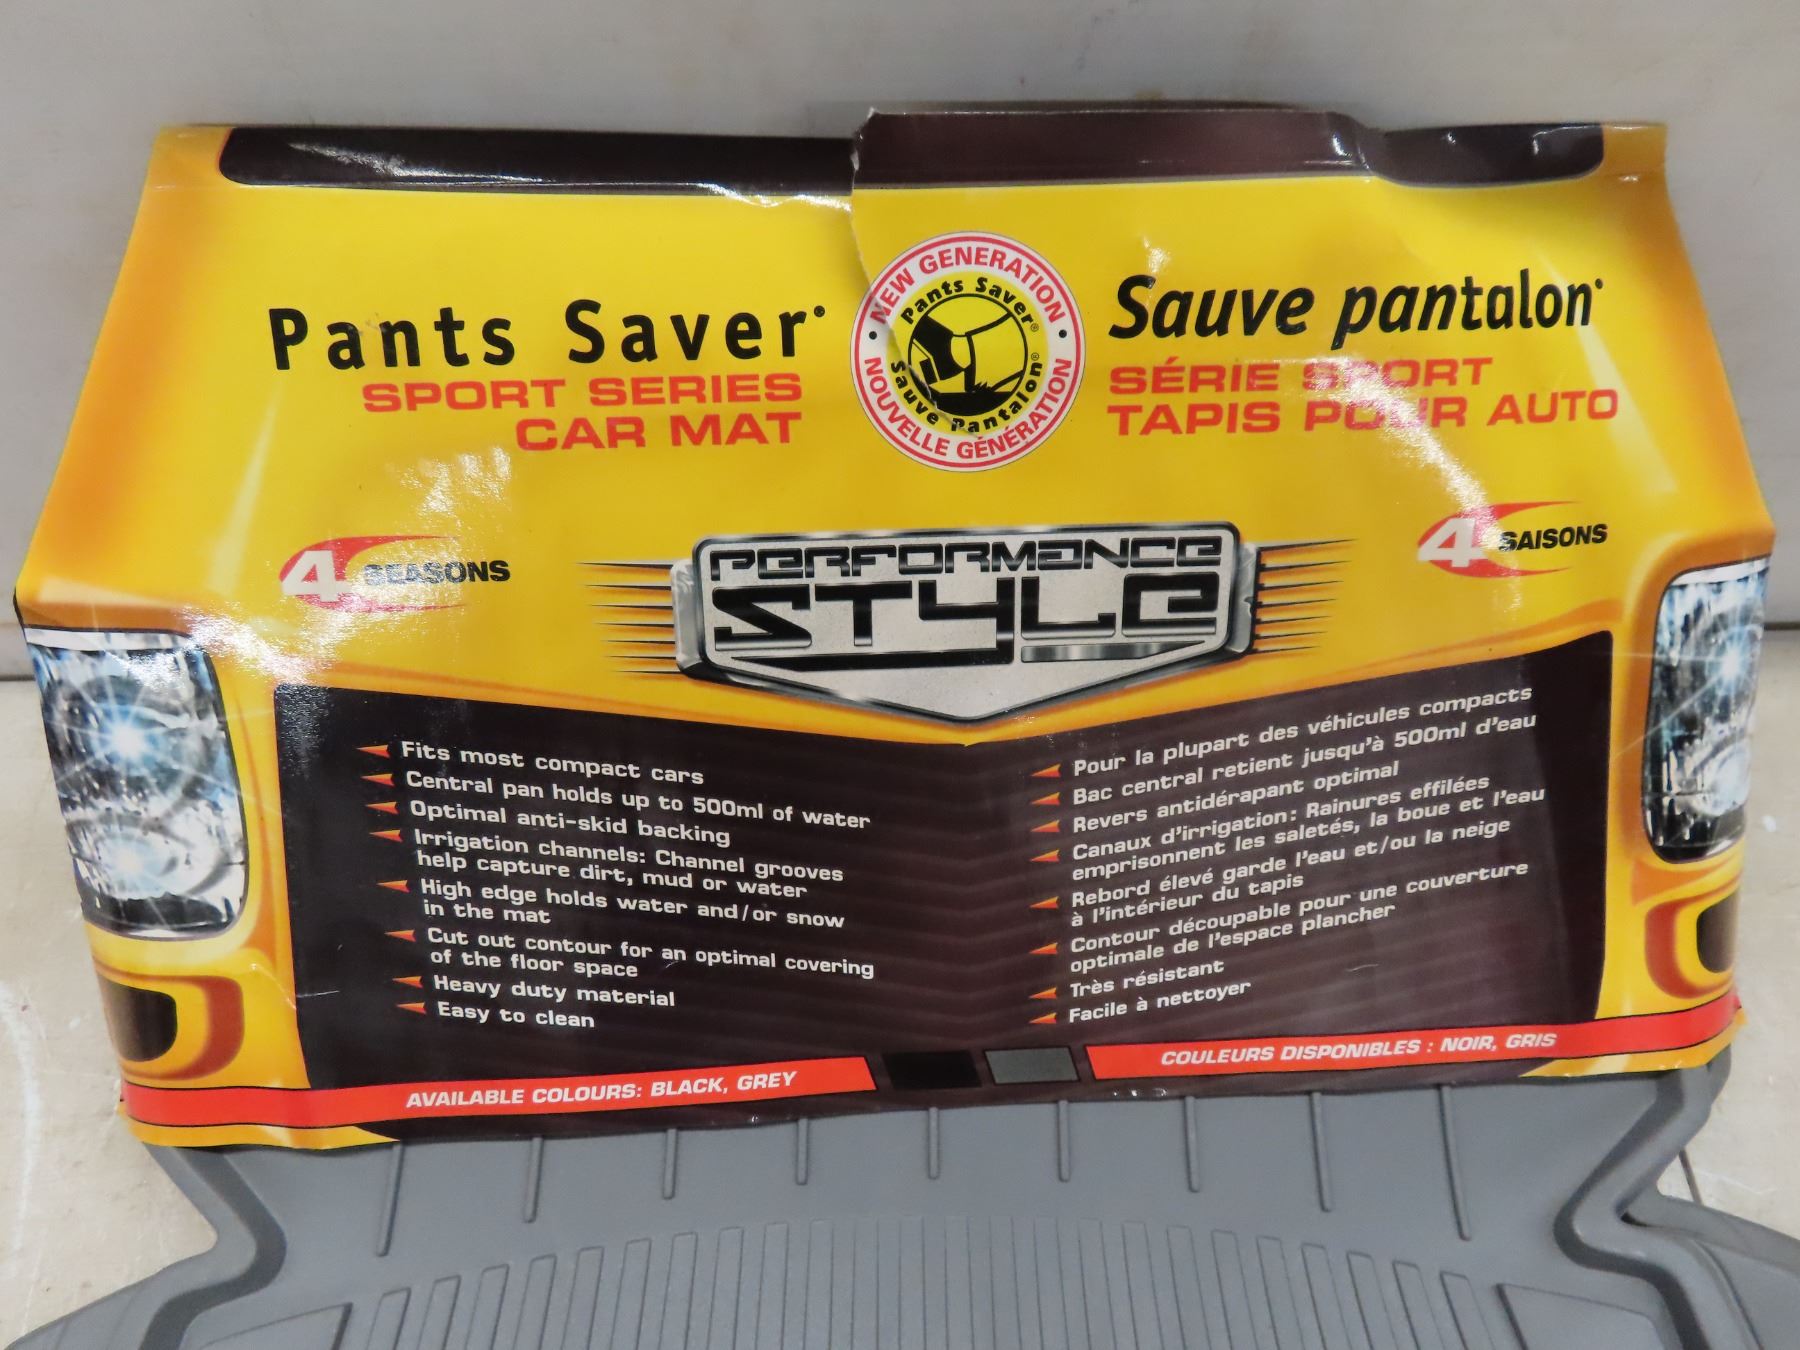 Pants Saver®
SPORT SERIES
CAR MAT
NEW GENERATION
Pants Saver®
Sauve Pantalon®
NOUVELLE GÉNÉRATION
Sauve pantalon®
SÉRIE SPORT
TAPIS POUR AUTO
4 SEASONS
PERFORMANCE
STYLE
4 SAISONS
Fits most compact cars
Central pan holds up to 500ml of water
Optimal anti-skid backing
Irrigation channels: Channel grooves
help capture dirt, mud or water
High edge holds water and/or snow
in the mat
Cut out contour for an optimal covering
of the floor space
Heavy duty material
Easy to clean
Pour la plupart des véhicules compacts
Bac central retient jusqu'à 500ml d'eau
Revers antidérapant optimal
Canaux d'irrigation: Rainures effilées
emprisonnent les saletés, la boue et l'eau
Rebord élevé garde l'eau et/ou la neige
à l'intérieur du tapis
Contour découpable pour une couverture
optimale de l'espace plancher
Très résistant
Facile à nettoyer
AVAILABLE COLOURS: BLACK, GREY
COULEURS DISPONIBLES : NOIR, GRIS